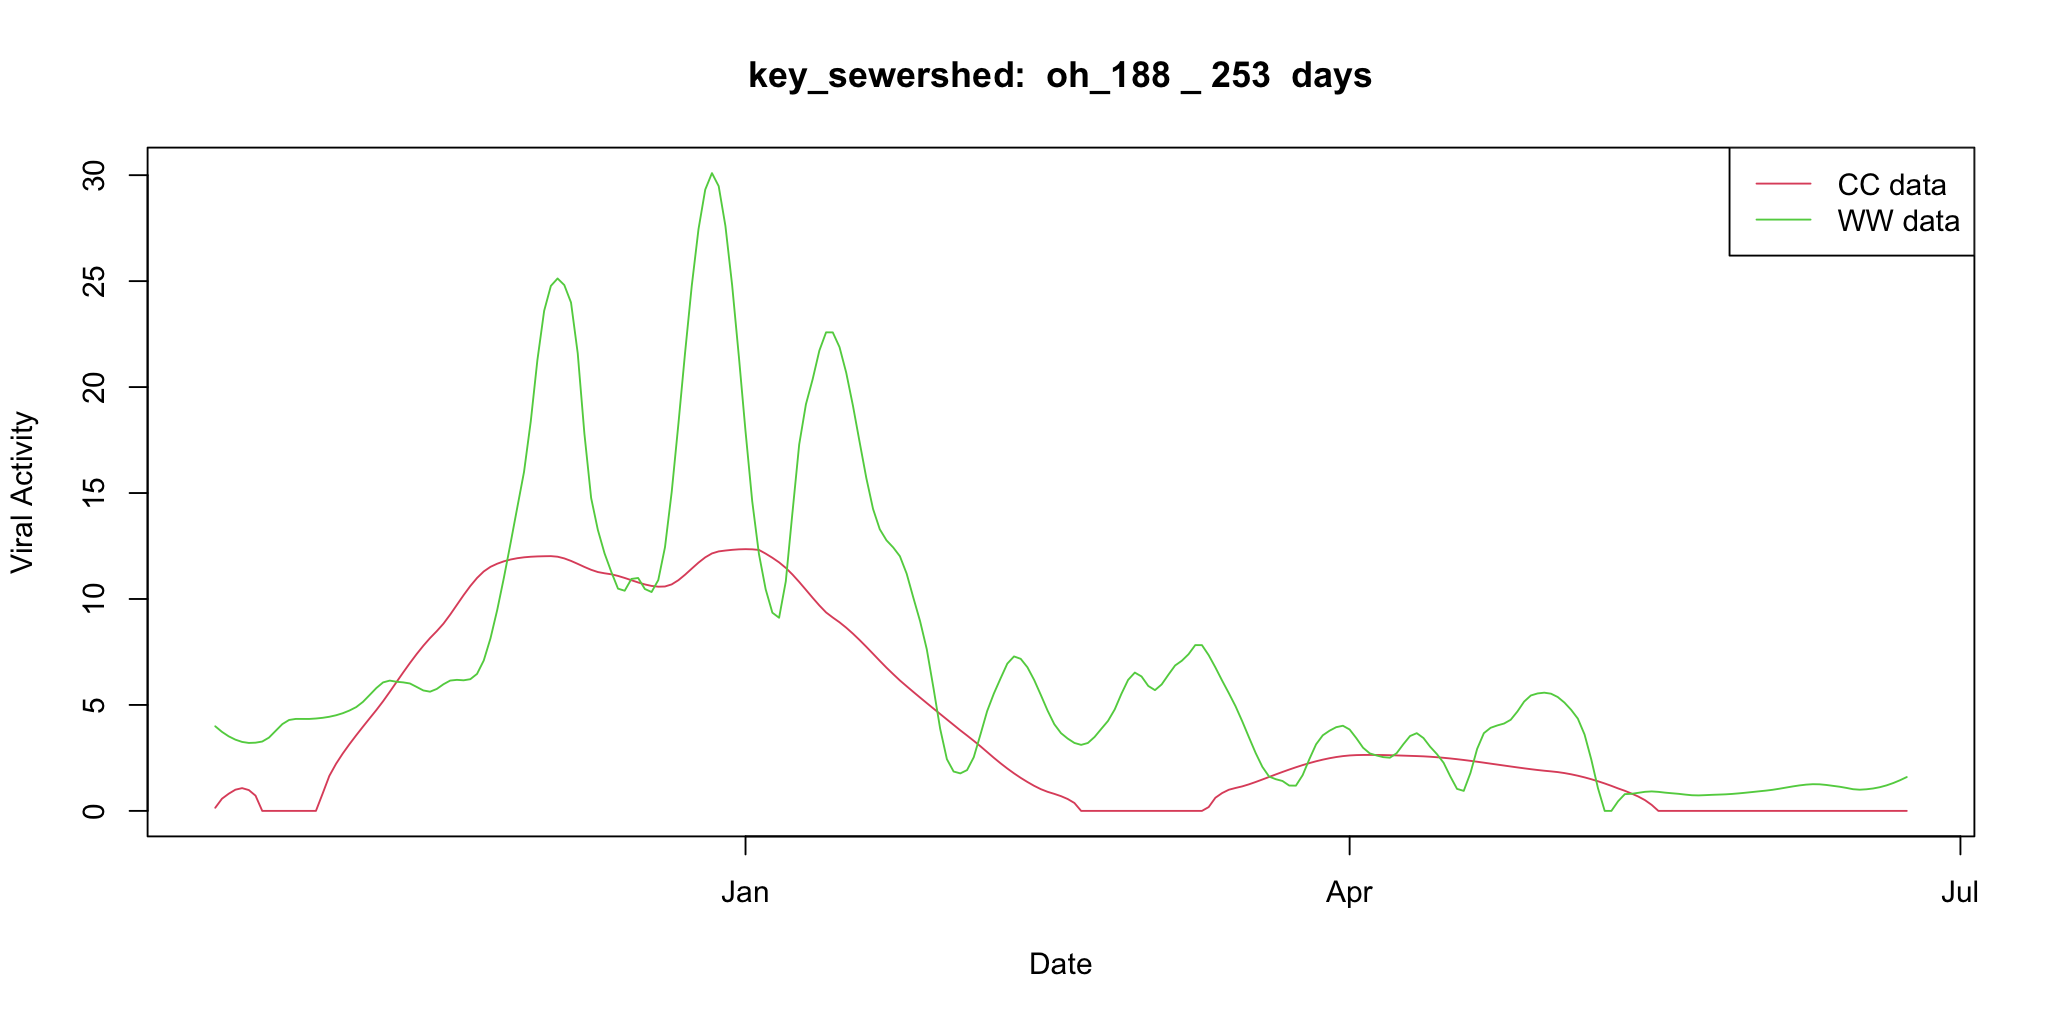 key_sewershed:  oh_188 _ 253  days
CC data
WW data
Viral Activity
30
25
20
15
10
5
0
Jan
Apr
Jul
Date